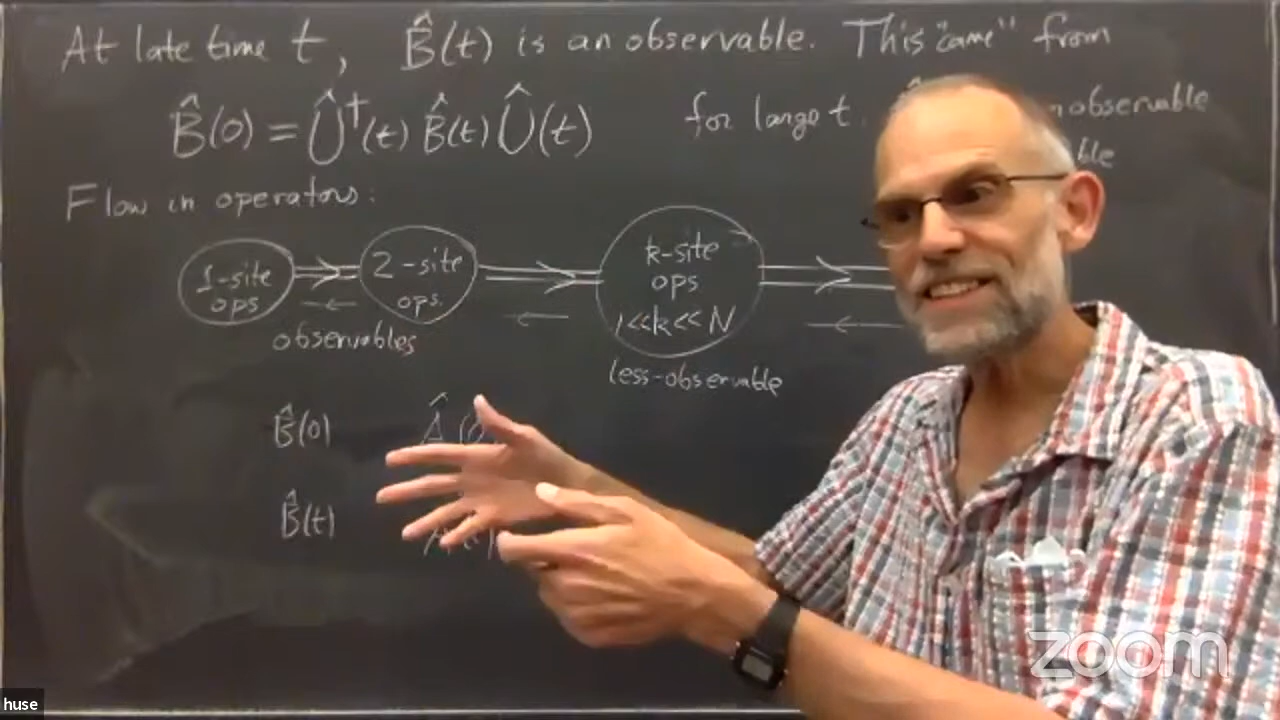 At late time t, B̂(t) is an observable. This "came" from
B̂(0) = Û†(t) B̂(t) Û(t) for large t. observable
Flow in operators:
1-site ops
2-site ops.
k-site ops 1<<k<<N
observables
less-observable
B̂(0)
B̂(t)
zoom
huse